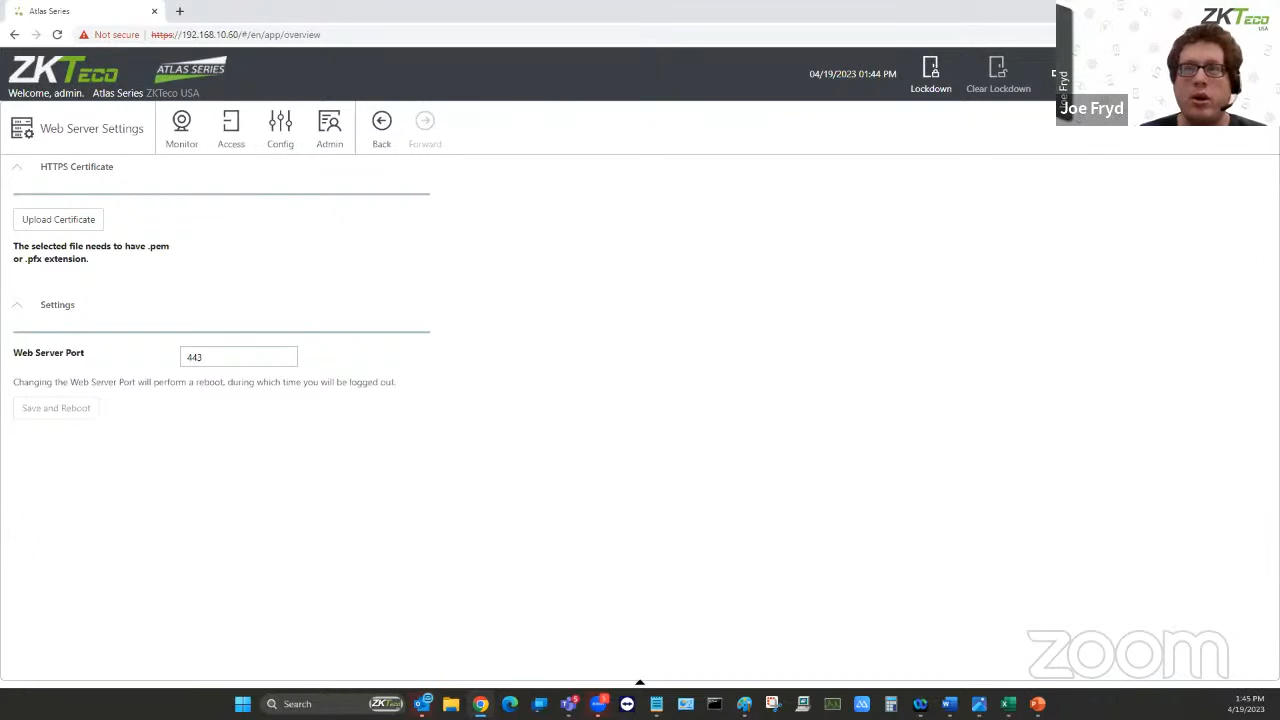 Atlas Series
Not secure
https://192.168.10.60/#/en/app/overview
ZKTeco
ATLAS SERIES
Welcome, admin. Atlas Series ZKTeco USA
04/19/2023 01:44 PM
Lockdown
Clear Lockdown
ZKTeco
USA
Joe Fryd
Joe Fryd
Web Server Settings
Monitor
Access
Config
Admin
Back
Forward
HTTPS Certificate
Upload Certificate
The selected file needs to have .pem
or .pfx extension.
Settings
Web Server Port
443
Changing the Web Server Port will perform a reboot, during which time you will be logged out.
Save and Reboot
zoom
Search
ZKTeco
1:45 PM
4/19/2023